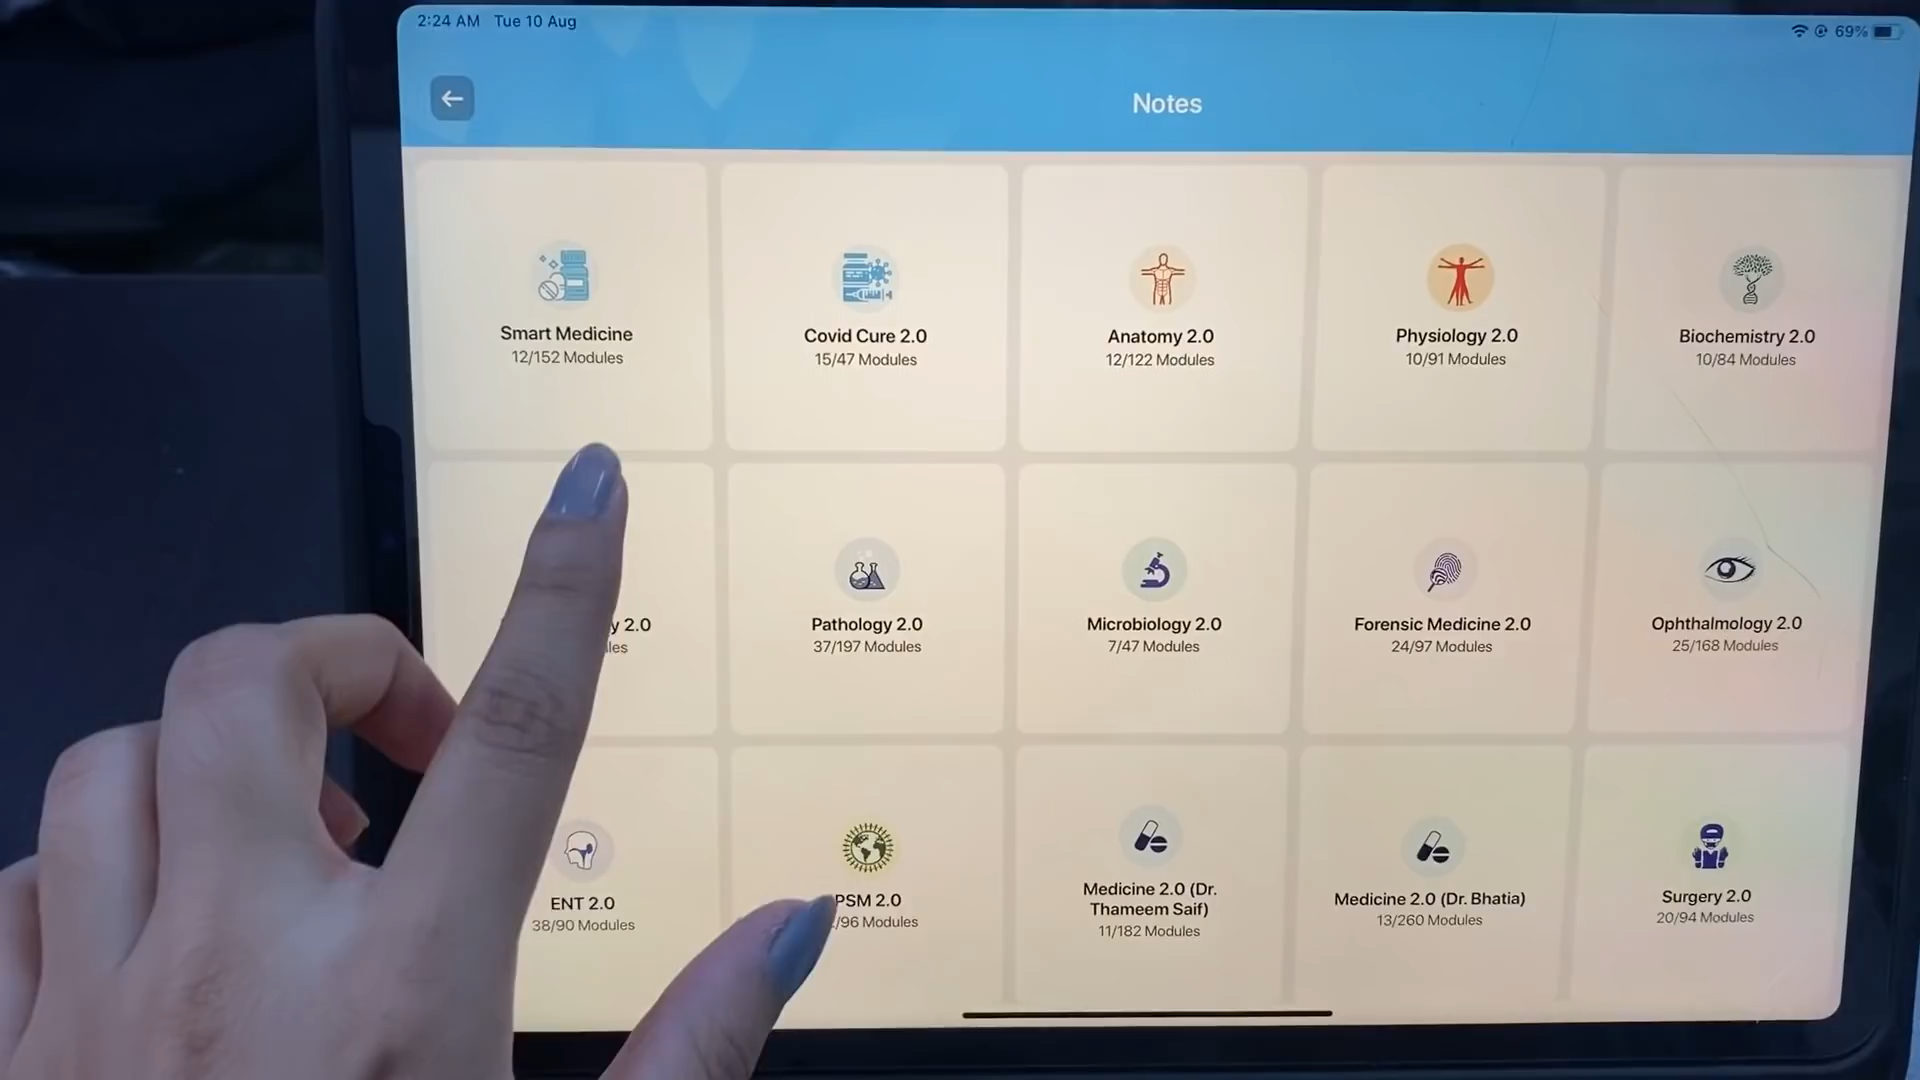 2:24 AM Tue 10 Aug
69%
Notes
Smart Medicine
12/152 Modules
Covid Cure 2.0
15/47 Modules
Anatomy 2.0
12/122 Modules
Physiology 2.0
10/91 Modules
Biochemistry 2.0
10/84 Modules
y 2.0
les
Pathology 2.0
37/197 Modules
Microbiology 2.0
7/47 Modules
Forensic Medicine 2.0
24/97 Modules
Ophthalmology 2.0
25/168 Modules
ENT 2.0
38/90 Modules
PSM 2.0
/96 Modules
Medicine 2.0 (Dr.
Thameem Saif)
11/182 Modules
Medicine 2.0 (Dr. Bhatia)
13/260 Modules
Surgery 2.0
20/94 Modules